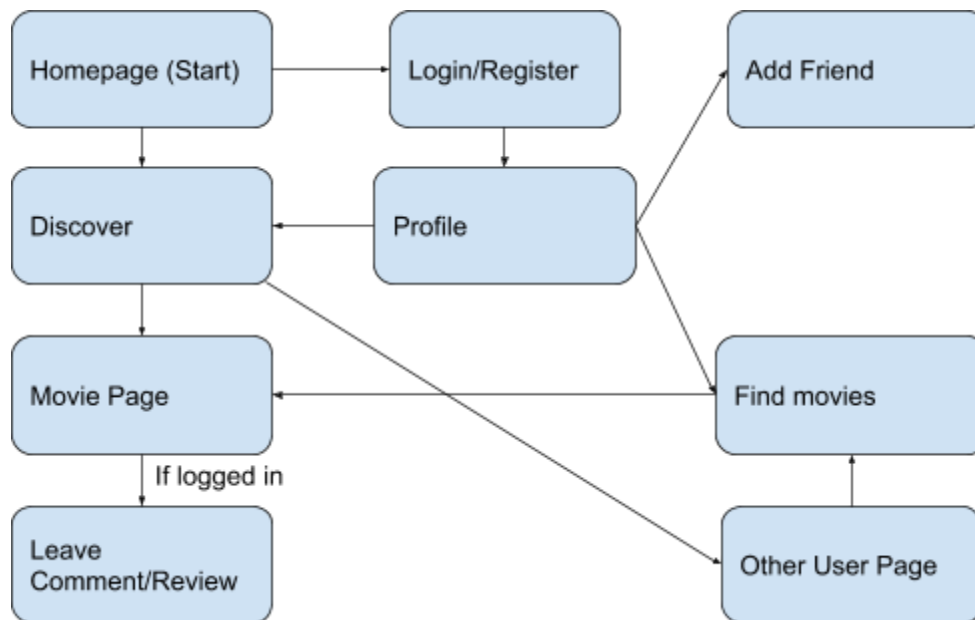 Homepage (Start)
Login/Register
Add Friend
Discover
Profile
Movie Page
Find movies
If logged in
Leave
Comment/Review
Other User Page